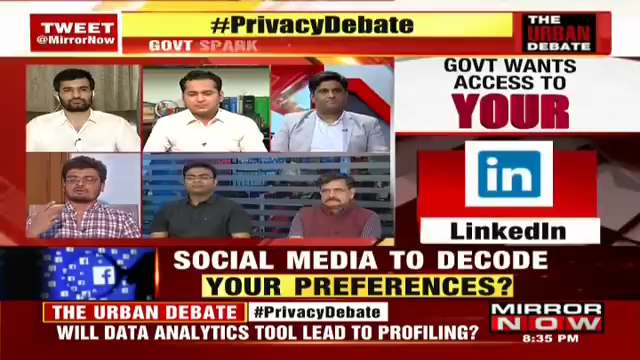 TWEET
@MirrorNow
#PrivacyDebate
THE
URBAN
DEBATE
GOVT SPARK
GOVT WANTS
ACCESS TO
YOUR
in
LinkedIn
SOCIAL MEDIA TO DECODE
YOUR PREFERENCES?
THE URBAN DEBATE
#PrivacyDebate
WILL DATA ANALYTICS TOOL LEAD TO PROFILING?
MIRROR
NOW
8:35 PM